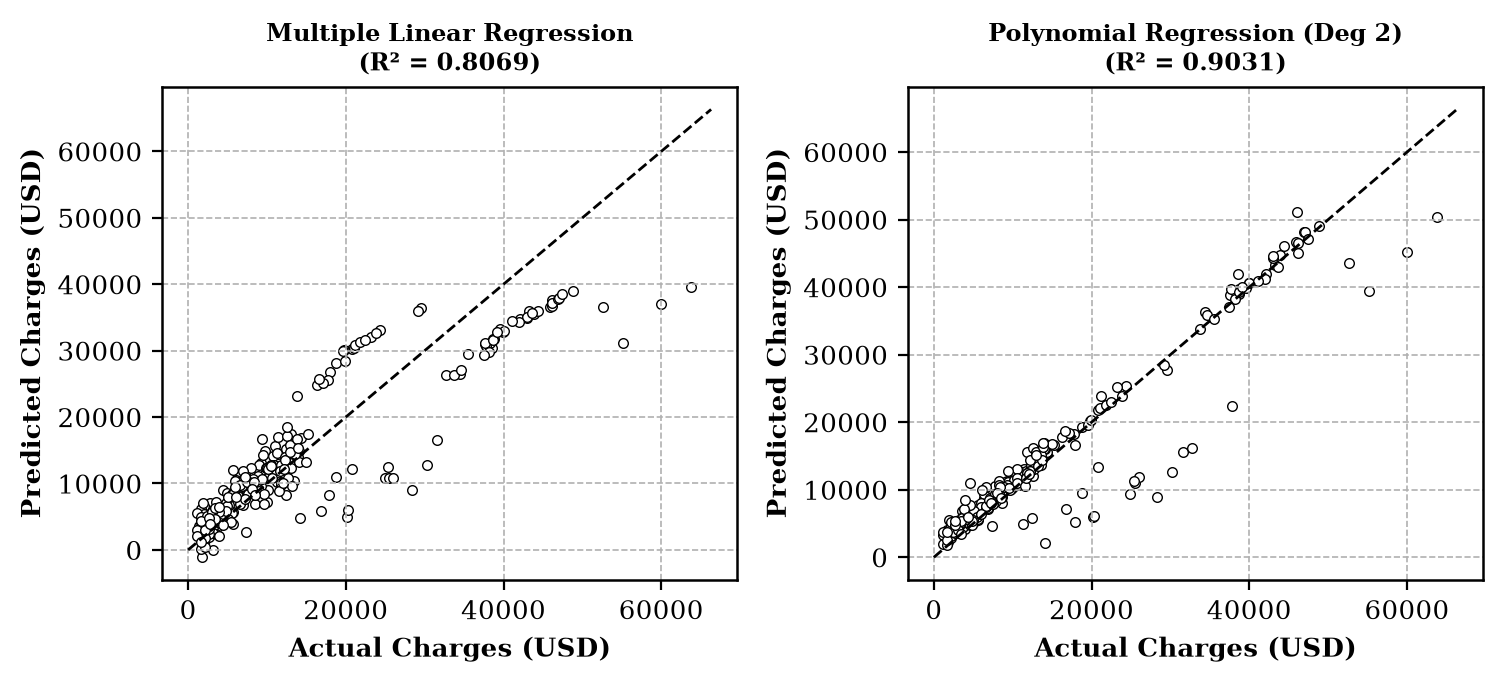 Multiple Linear Regression
(R² = 0.8069)
Predicted Charges (USD)
60000
50000
40000
30000
20000
10000
0
0 20000 40000 60000
Actual Charges (USD)
Polynomial Regression (Deg 2)
(R² = 0.9031)
Predicted Charges (USD)
60000
50000
40000
30000
20000
10000
0
0 20000 40000 60000
Actual Charges (USD)